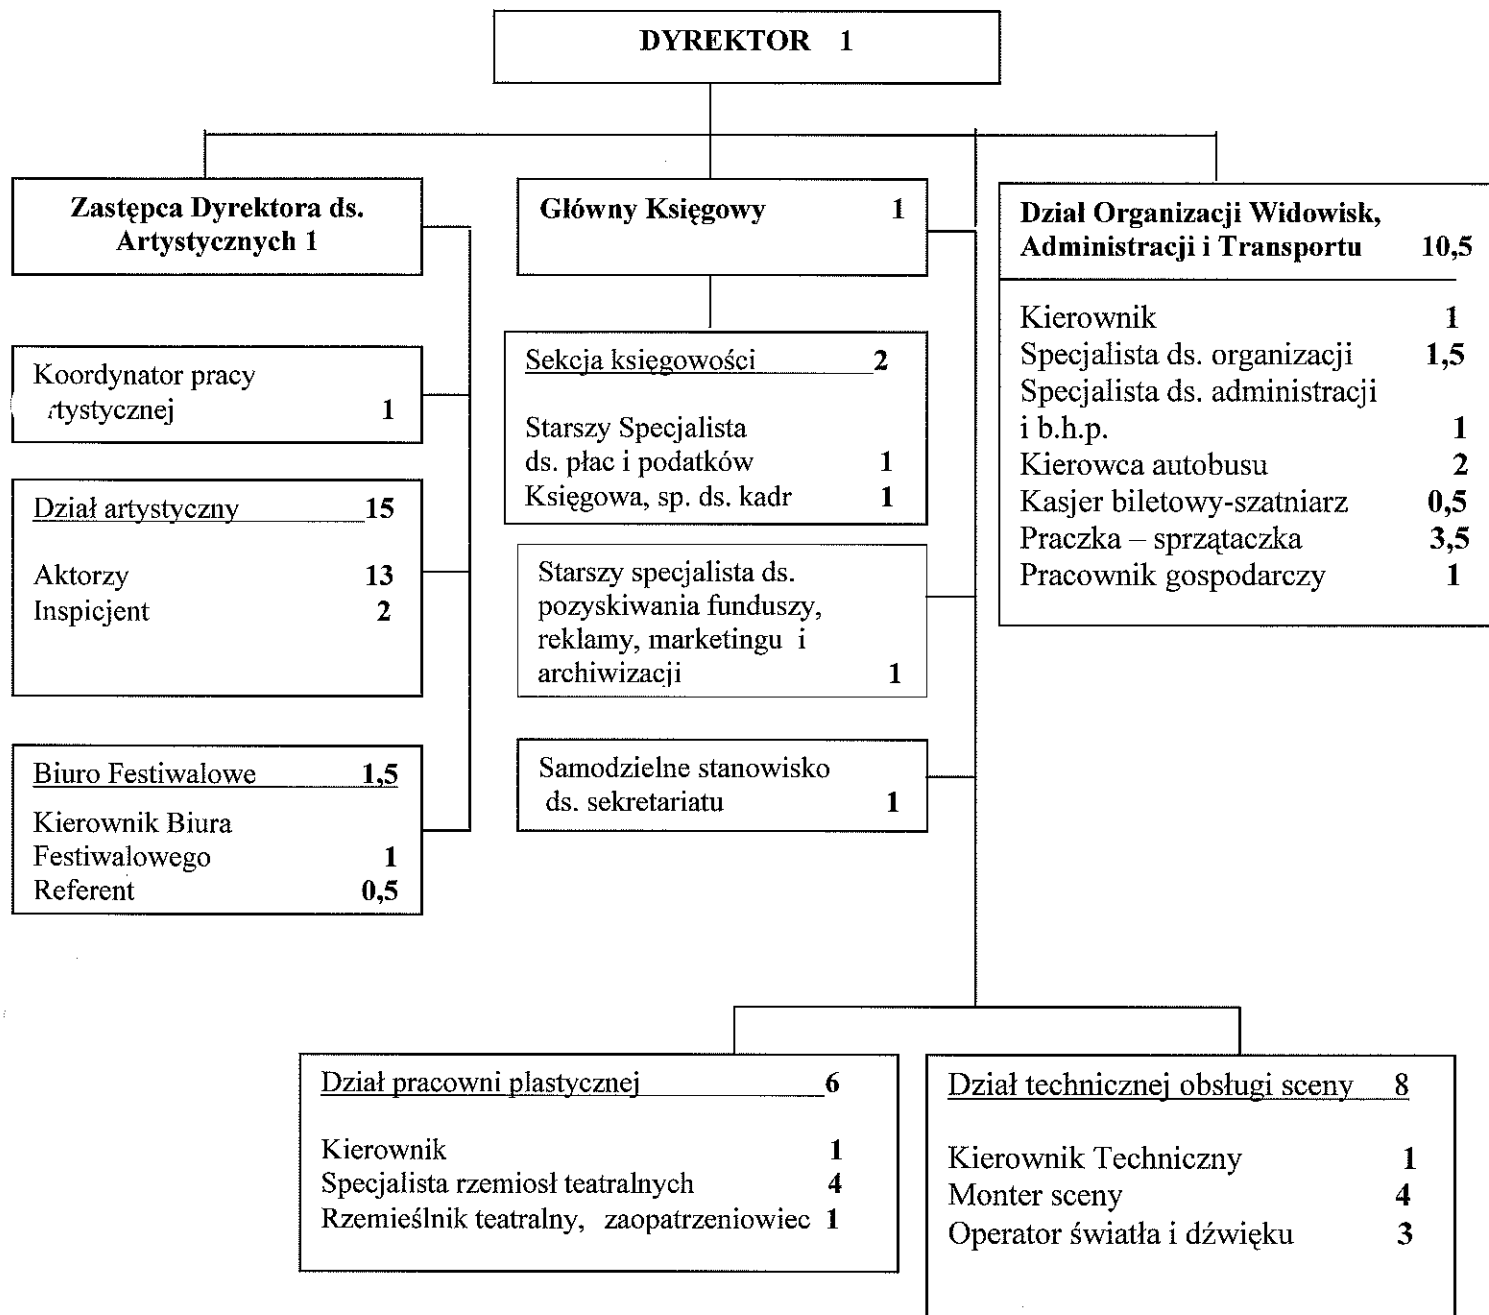 DYREKTOR 1
Zastępca Dyrektora ds.
Artystycznych 1
Koordynator pracy
rtystycznej 1
Dział artystyczny 15
Aktorzy 13
Inspicjent 2
Biuro Festiwalowe 1,5
Kierownik Biura
Festiwalowego 1
Referent 0,5
Główny Księgowy 1
Sekcja księgowości 2
Starszy Specjalista
ds. płac i podatków 1
Księgowa, sp. ds. kadr 1
Starszy specjalista ds.
pozyskiwania funduszy,
reklamy, marketingu i
archiwizacji 1
Samodzielne stanowisko
ds. sekretariatu 1
Dział Organizacji Widowisk,
Administracji i Transportu 10,5
Kierownik 1
Specjalista ds. organizacji 1,5
Specjalista ds. administracji
i b.h.p. 1
Kierowca autobusu 2
Kasjer biletowy-szatniarz 0,5
Praczka – sprzątaczka 3,5
Pracownik gospodarczy 1
Dział pracowni plastycznej 6
Kierownik 1
Specjalista rzemiosł teatralnych 4
Rzemieślnik teatralny, zaopatrzeniowiec 1
Dział technicznej obsługi sceny 8
Kierownik Techniczny 1
Monter sceny 4
Operator światła i dźwięku 3